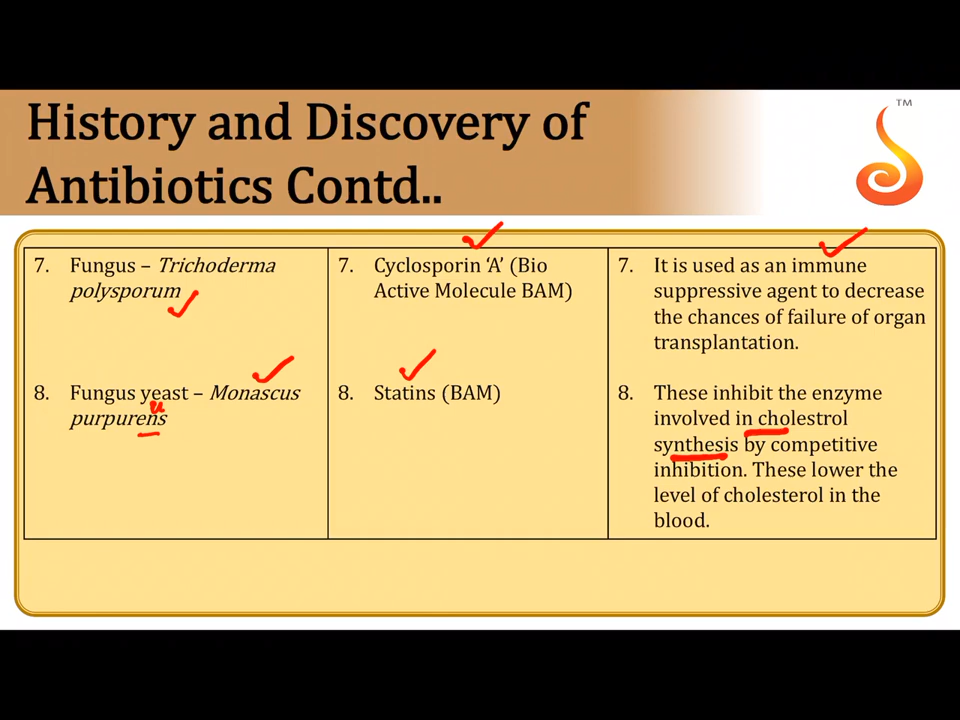 History and Discovery of
Antibiotics Contd..
TM
7. Fungus – Trichoderma
polysporum
7. Cyclosporin ‘A’ (Bio
Active Molecule BAM)
7. It is used as an immune
suppressive agent to decrease
the chances of failure of organ
transplantation.
8. Fungus yeast – Monascus
u
purpurens
8. Statins (BAM)
8. These inhibit the enzyme
involved in cholestrol
synthesis by competitive
inhibition. These lower the
level of cholesterol in the
blood.